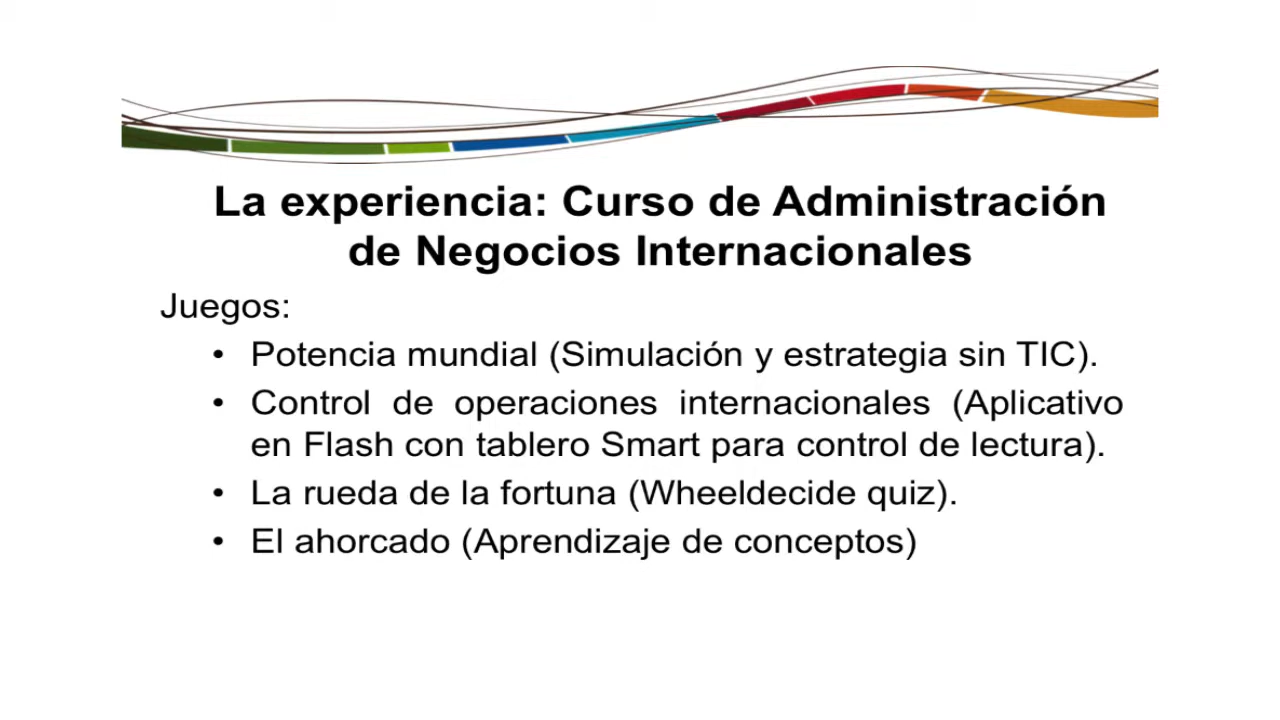 La experiencia: Curso de Administración
de Negocios Internacionales
Juegos:
• Potencia mundial (Simulación y estrategia sin TIC).
• Control de operaciones internacionales (Aplicativo
en Flash con tablero Smart para control de lectura).
• La rueda de la fortuna (Wheeldecide quiz).
• El ahorcado (Aprendizaje de conceptos)